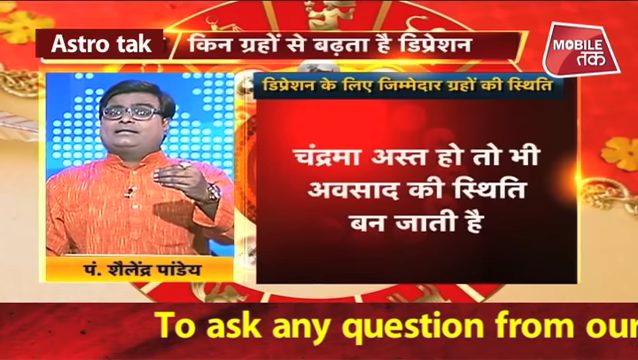 Astro tak किन ग्रहों से बढ़ता है डिप्रेशन
MOBILE
तक
डिप्रेशन के लिए जिम्मेदार ग्रहों की स्थिति
चंद्रमा अस्त हो तो भी
अवसाद की स्थिति
बन जाती है
पं. शैलेंद्र पांडेय
To ask any question from our